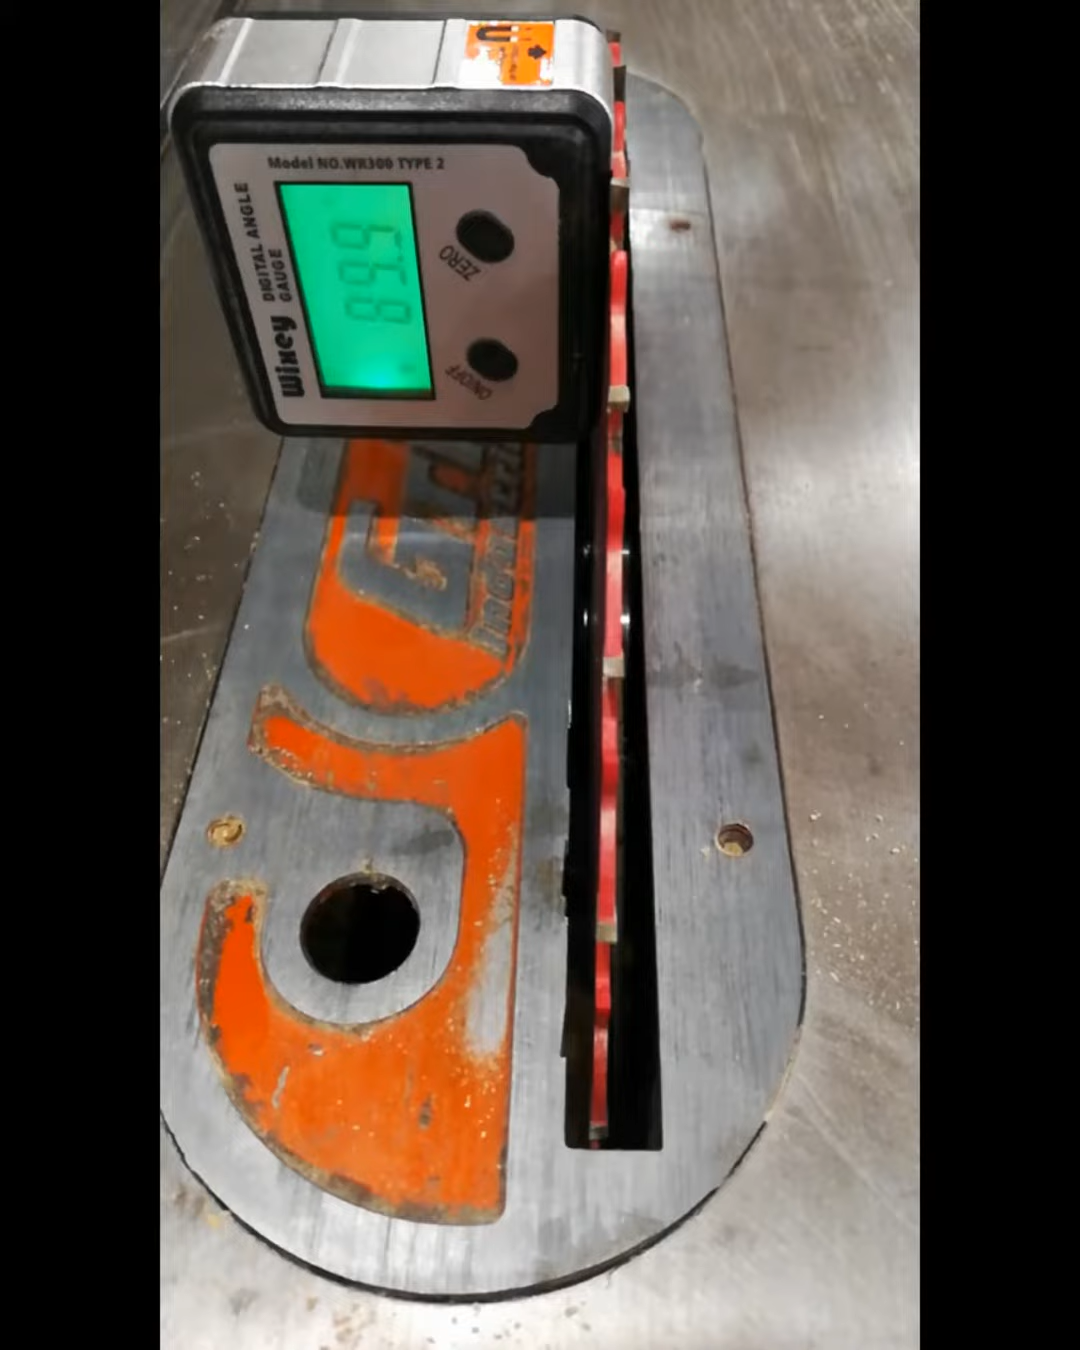 Model NO.WR300 TYPE 2
Wixey
DIGITAL ANGLE
GAUGE
89.9
ZERO
ON/OFF